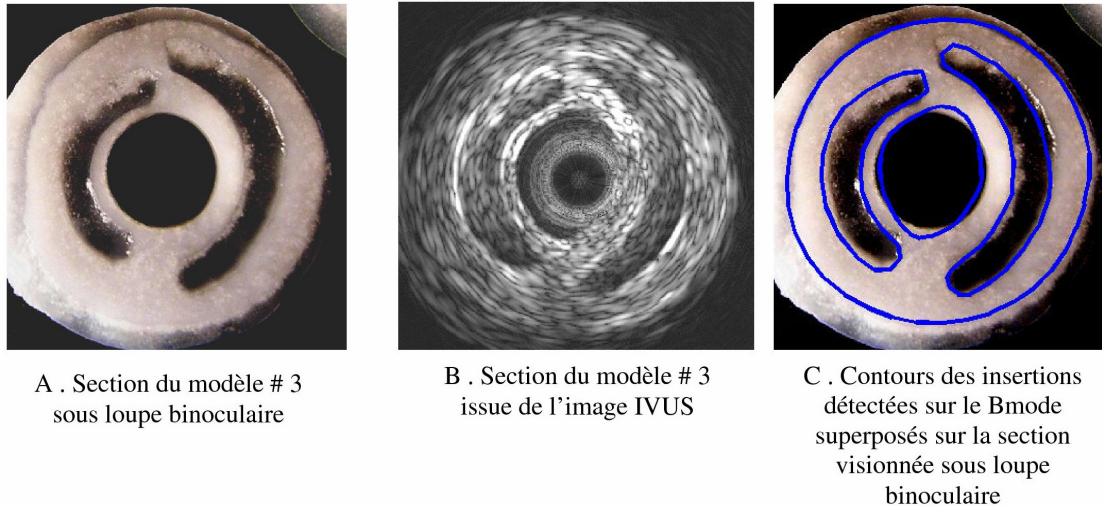 A . Section du modèle # 3
sous loupe binoculaire
B . Section du modèle # 3
issue de l'image IVUS
C . Contours des insertions
détectées sur le Bmode
superposés sur la section
visionnée sous loupe
binoculaire